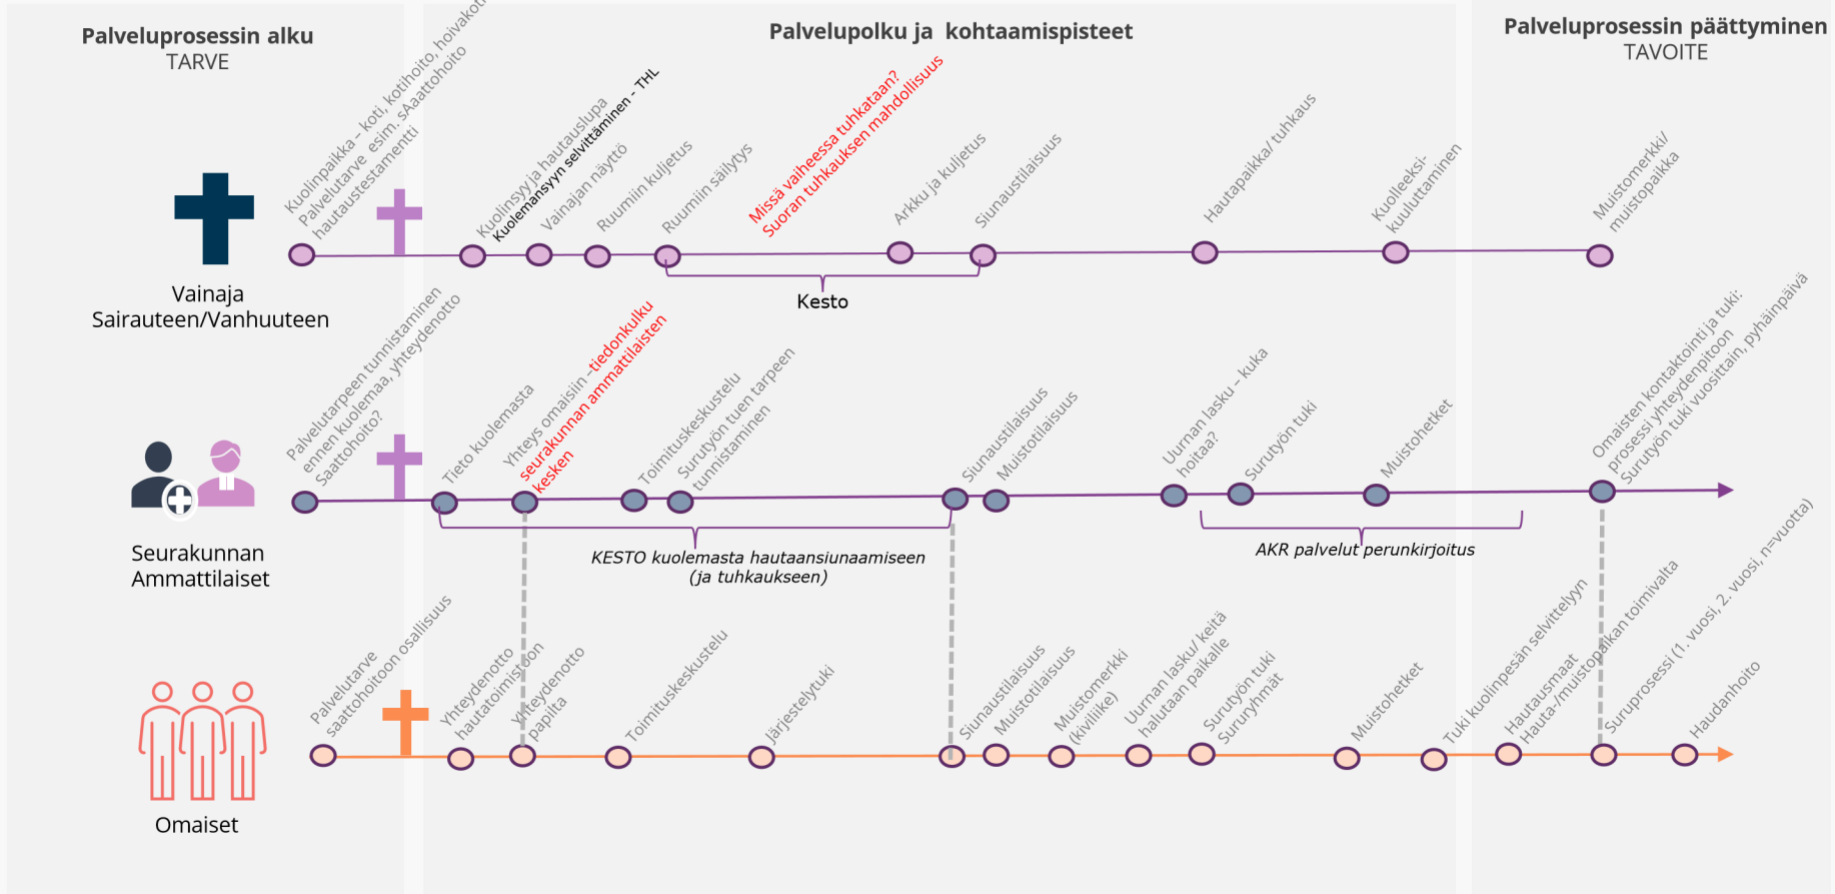 Palveluprosessin alku
TARVE
Palvelupolku ja kohtaamispisteet
Palveluprosessin päättyminen
TAVOITE
Kuolinpaikka – koti, kotihoito, hoivakoti
Palvelutarve esim. sAaattohoito
hautaustestamentti
Kuolinsyy ja hautauslupa
Kuolemansyyn selvittäminen - THL
Vainajan näyttö
Ruumiin kuljetus
Ruumiin säilytys
Missä vaiheessa tuhkataan?
Suoran tuhkauksen mahdollisuus
Arkku ja kuljetus
Siunaustilaisuus
Hautapaikka/ tuhkaus
Kuolleeksi-
kuuluttaminen
Muistomerkki/
muistopaikka
Vainaja
Sairauteen/Vanhuuteen
Kesto
Palvelutarpeen tunnistaminen
ennen kuolemaa, yhteydenotto
Saattohoito?
Tieto kuolemasta
Yhteys omaisiin –tiedonkulku
seurakunnan ammattilaisten
kesken
Toimituskeskustelu
Surutyön tuen tarpeen
tunnistaminen
Siunaustilaisuus
Muistotilaisuus
Uurnan lasku – kuka
hoitaa?
Surutyön tuki
Muistohetket
Omaisten kontaktointi ja tuki:
prosessi yhteydenpitoon
Surutyön tuki vuosittain, pyhäinpäivä
Seurakunnan
Ammattilaiset
KESTO kuolemasta hautaansiunaamiseen
(ja tuhkaukseen)
AKR palvelut perunkirjoitus
Palvelutarve
saattohoitoon osallisuus
Yhteydenotto
hautatoimistoon
Yhteydenotto
papilta
Toimituskeskustelu
Järjestelytuki
Siunaustilaisuus
Muistotilaisuus
Muistomerkki
(kiviliike)
Uurnan lasku/ keitä
halutaan paikalle
Surutyön tuki
Sururyhmät
Muistohetket
Tuki kuolinpesän selvittelyyn
Hautausmaat
Hauta-/muistopaikan toimivalta
Suruprosessi (1. vuosi, 2. vuosi, n=vuotta)
Haudanhoito
Omaiset